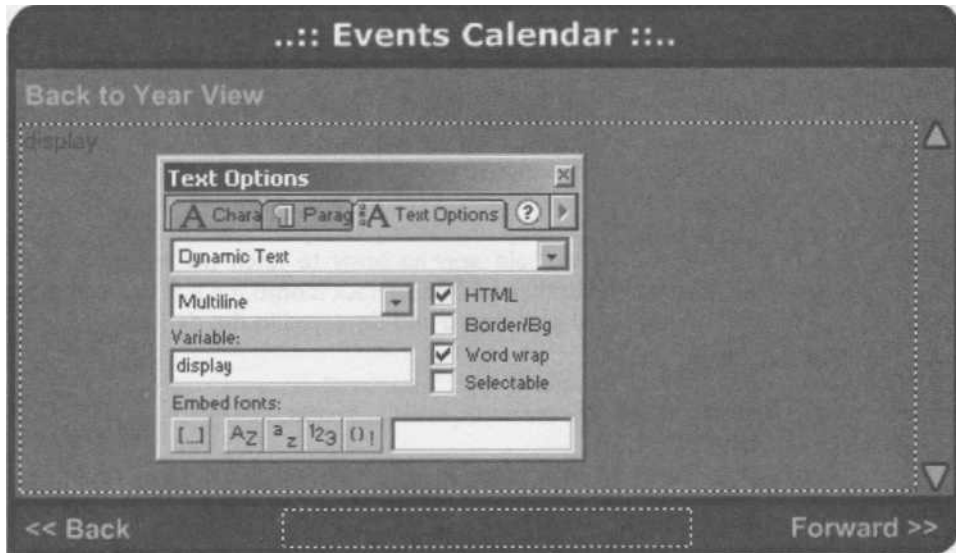 ..:: Events Calendar ::..
Back to Year View
display
Text Options
A Chara ¶ Parag A Text Options ?
Dynamic Text
Multiline
HTML
Border/Bg
Variable:
display
Word wrap
Selectable
Embed fonts:
[...] AZ az 123 ()!
<< Back
Forward >>